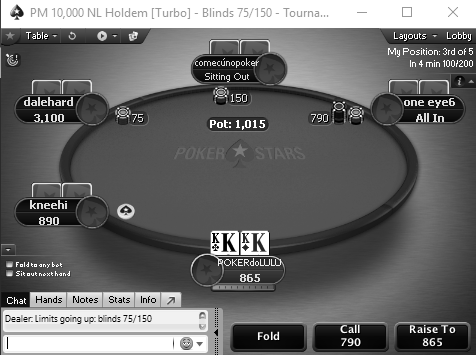 PM 10,000 NL Holdem [Turbo] - Blinds 75/150 - Tourna...
Table
Layouts
Lobby
My Position: 3rd of 5
In 4 min 100/200
comecúnopoker
Sitting Out
dalehard
3,100
75
150
790
one eye6
All In
Pot: 1,015
POKER STARS
kneehi
890
K K K
POKERdoLULU
865
Fold to any bet
Sit out next hand
Chat
Hands
Notes
Stats
Info
Dealer: Limits going up: blinds 75/150
Fold
Call
790
Raise To
865